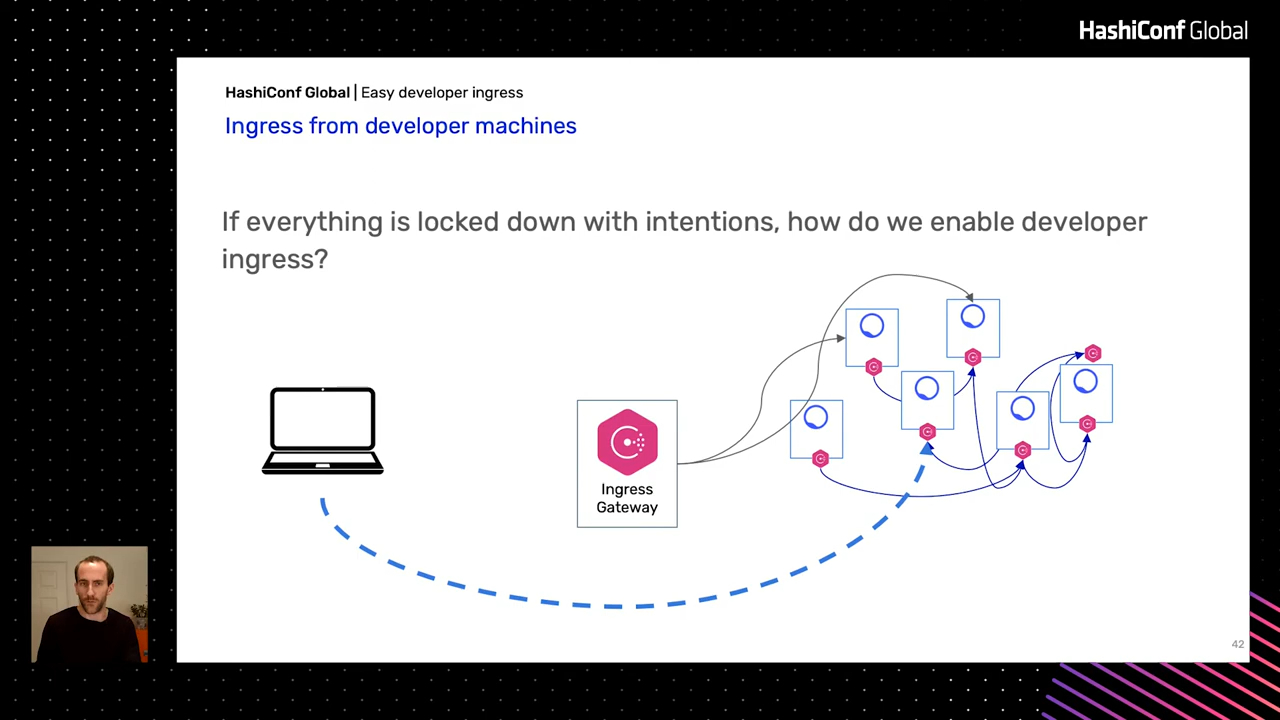 HashiConf Global
HashiConf Global | Easy developer ingress
Ingress from developer machines
If everything is locked down with intentions, how do we enable developer
ingress?
Ingress
Gateway
42